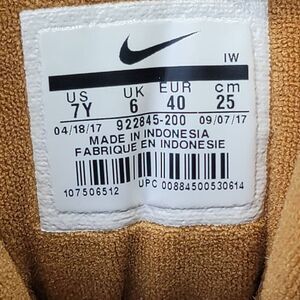 IW
US UK EUR cm
7Y 6 40 25
04/18/17 922845-200 09/07/17
MADE IN INDONESIA
FABRIQUE EN INDONESIE
107506512 UPC 00884500530614